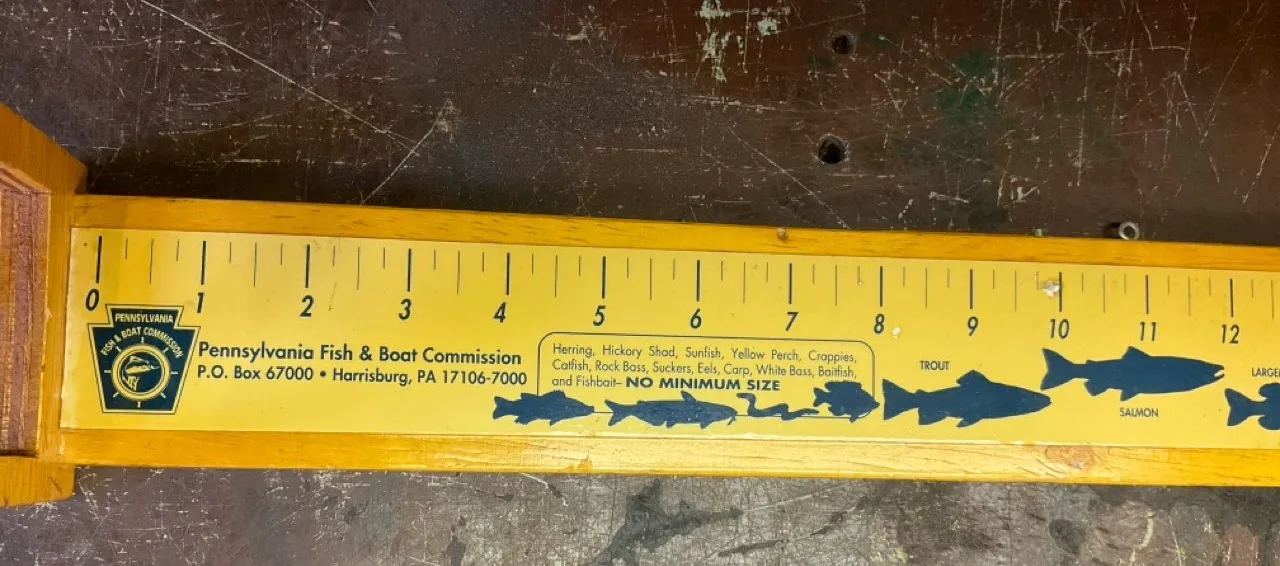 0 1 2 3 4 5 6 7 8 9 10 11 12
PENNSYLVANIA
FISH & BOAT COMMISSION
Pennsylvania Fish & Boat Commission
P.O. Box 67000 • Harrisburg, PA 17106-7000
Herring, Hickory Shad, Sunfish, Yellow Perch, Crappies,
Catfish, Rock Bass, Suckers, Eels, Carp, White Bass, Baitfish,
and Fishbait– NO MINIMUM SIZE
TROUT
SALMON
LARGE